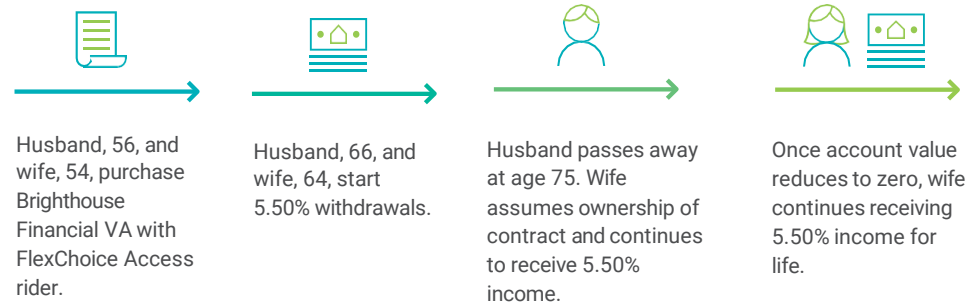 Husband, 56, and
wife, 54, purchase
Brighthouse
Financial VA with
FlexChoice Access
rider.
Husband, 66, and
wife, 64, start
5.50% withdrawals.
Husband passes away
at age 75. Wife
assumes ownership of
contract and continues
to receive 5.50%
income.
Once account value
reduces to zero, wife
continues receiving
5.50% income for
life.